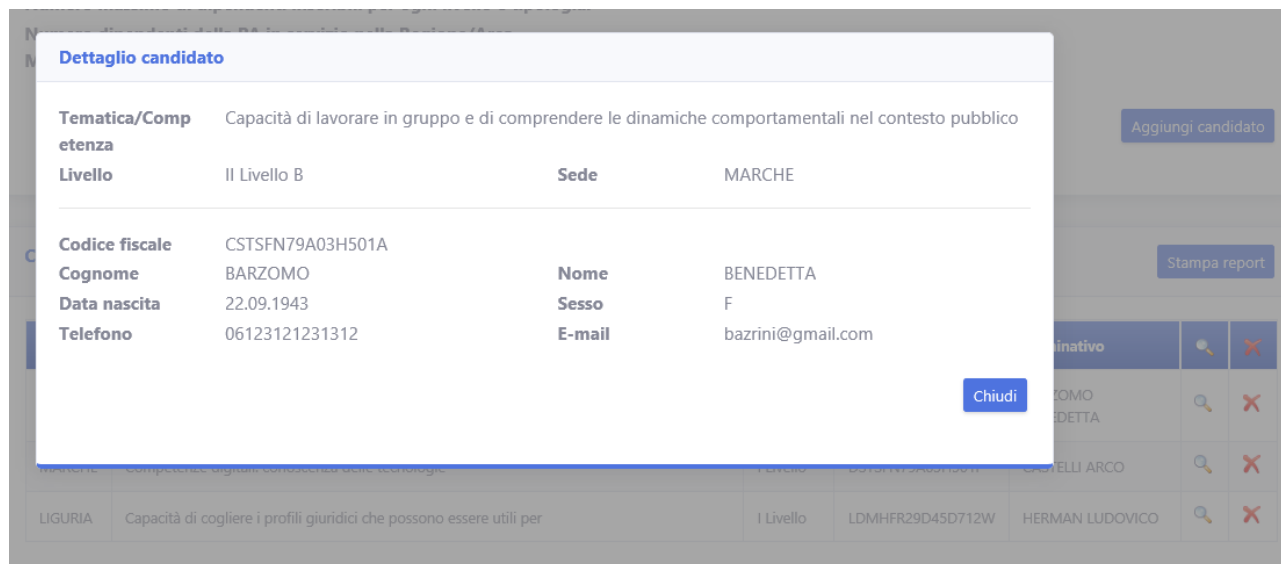 Dettaglio candidato
Tematica/Comp
etenza
Capacità di lavorare in gruppo e di comprendere le dinamiche comportamentali nel contesto pubblico
Livello II Livello B Sede MARCHE
Aggiungi candidato
Codice fiscale CSTSFN79A03H501A
Cognome BARZOMO Nome BENEDETTA
Data nascita 22.09.1943 Sesso F
Telefono 06123121231312 E-mail bazrini@gmail.com
Chiudi
Stampa report
LIGURIA Capacità di cogliere i profili giuridici che possono essere utili per I Livello LDMHFR29D45D712W HERMAN LUDOVICO